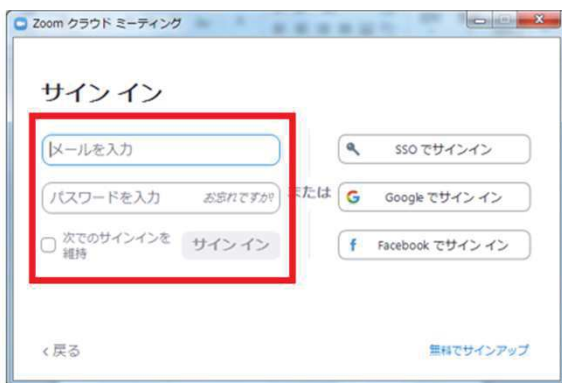 Zoom クラウド ミーティング
サイン イン
メールを入力
パスワードを入力 お忘れですか?
次でのサインインを
維持
サイン イン
または
SSO でサインイン
Google でサイン イン
Facebook でサイン イン
戻る
無料でサインアップ